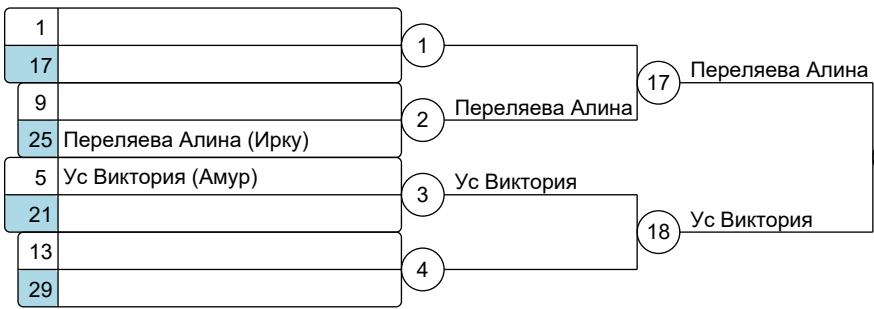 1
17
1
9
25 Переляева Алина (Ирку)
2
Переляева Алина
17
Переляева Алина
5 Ус Виктория (Амур)
21
3
Ус Виктория
13
29
4
18
Ус Виктория